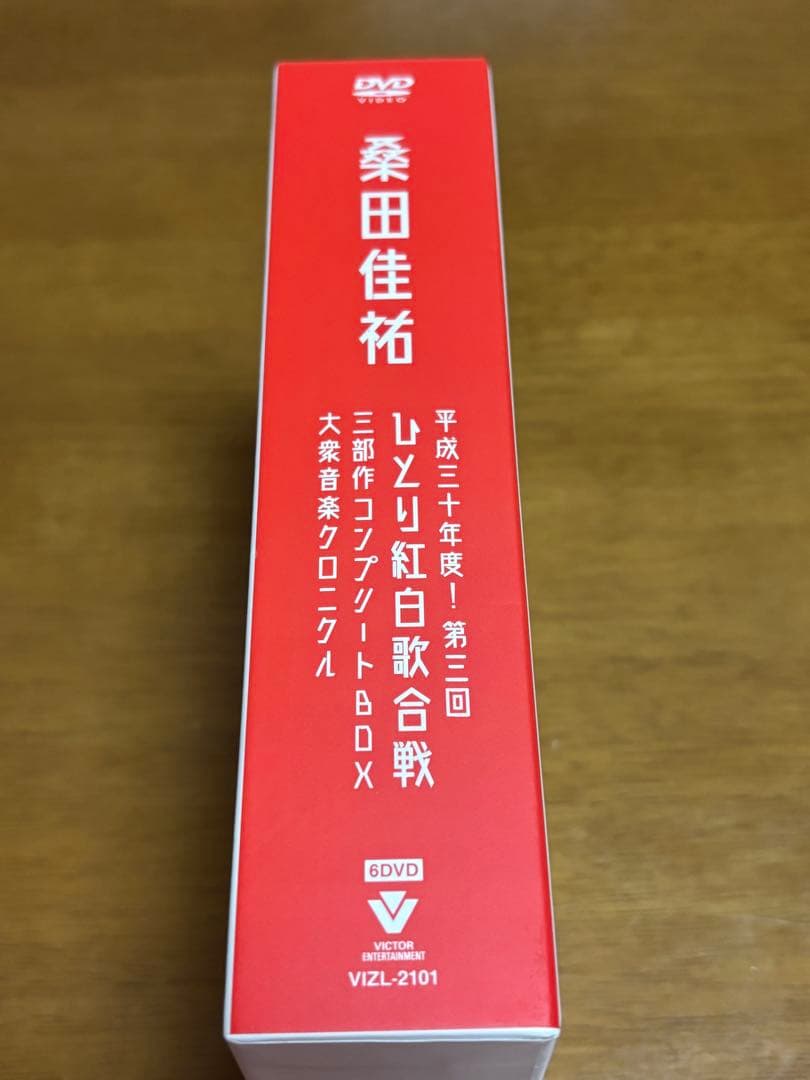 DVD
VIDEO
桑田佳祐
平成三十年度!第三回
ひとり紅白歌合戦
三部作コンプリートBOX
大衆音楽クロニクル
6DVD
VICTOR
ENTERTAINMENT
VIZL-2101